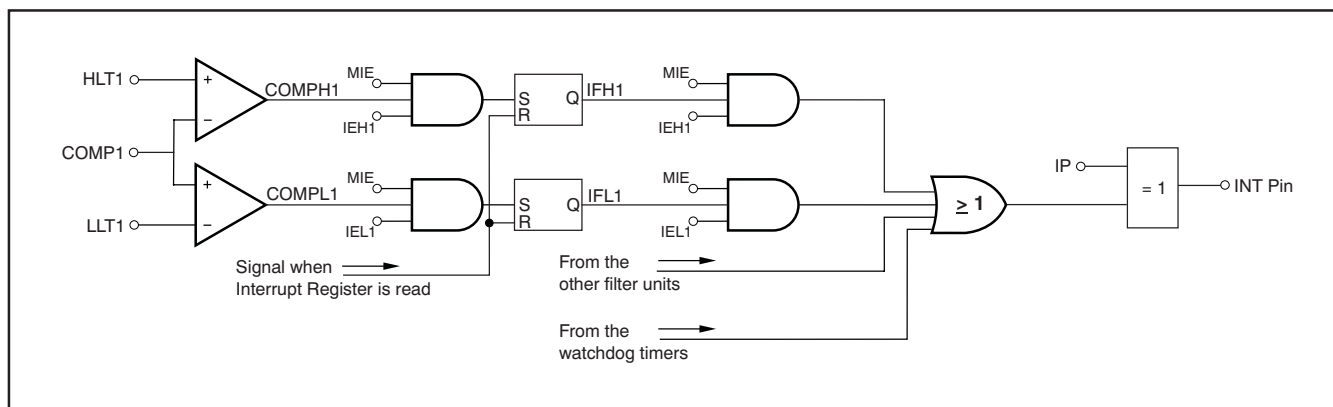 HLT1
+
−
COMPH1
MIE
IEH1
S
R
Q
IFH1
MIE
IEH1
COMP1
+
−
LLT1
COMPL1
MIE
IEL1
S
R
Q
IFL1
MIE
IEL1
≥ 1
IP
= 1
INT Pin
Signal when
Interrupt Register is read
From the
other filter units
From the
watchdog timers